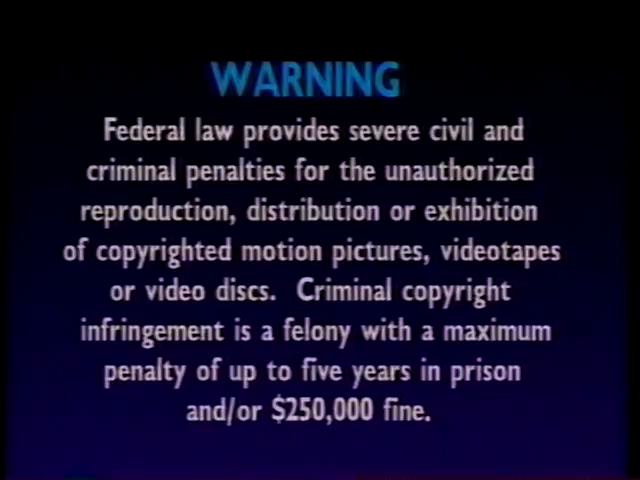 WARNING
Federal law provides severe civil and
criminal penalties for the unauthorized
reproduction, distribution or exhibition
of copyrighted motion pictures, videotapes
or video discs. Criminal copyright
infringement is a felony with a maximum
penalty of up to five years in prison
and/or $250,000 fine.